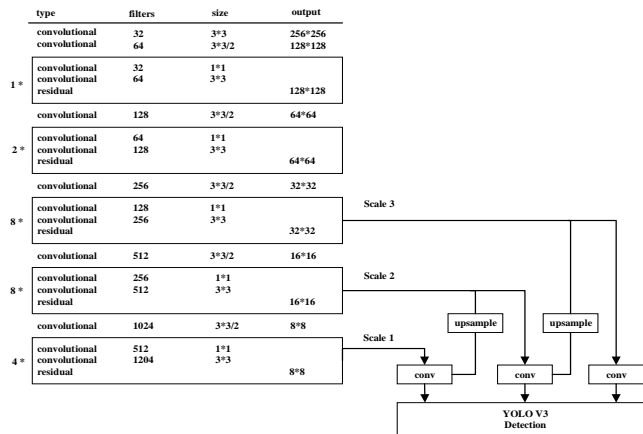 type filters size output
convolutional 32 3*3 256*256
convolutional 64 3*3/2 128*128
convolutional 32 1*1
1 * convolutional 64 3*3
residual 128*128
convolutional 128 3*3/2 64*64
convolutional 64 1*1
2 * convolutional 128 3*3
residual 64*64
convolutional 256 3*3/2 32*32
convolutional 128 1*1
8 * convolutional 256 3*3
residual 32*32
Scale 3
convolutional 512 3*3/2 16*16
convolutional 256 1*1
8 * convolutional 512 3*3
residual 16*16
Scale 2
convolutional 1024 3*3/2 8*8
upsample upsample
convolutional 512 1*1
4 * convolutional 1204 3*3
residual 8*8
Scale 1
conv conv conv
YOLO V3
Detection